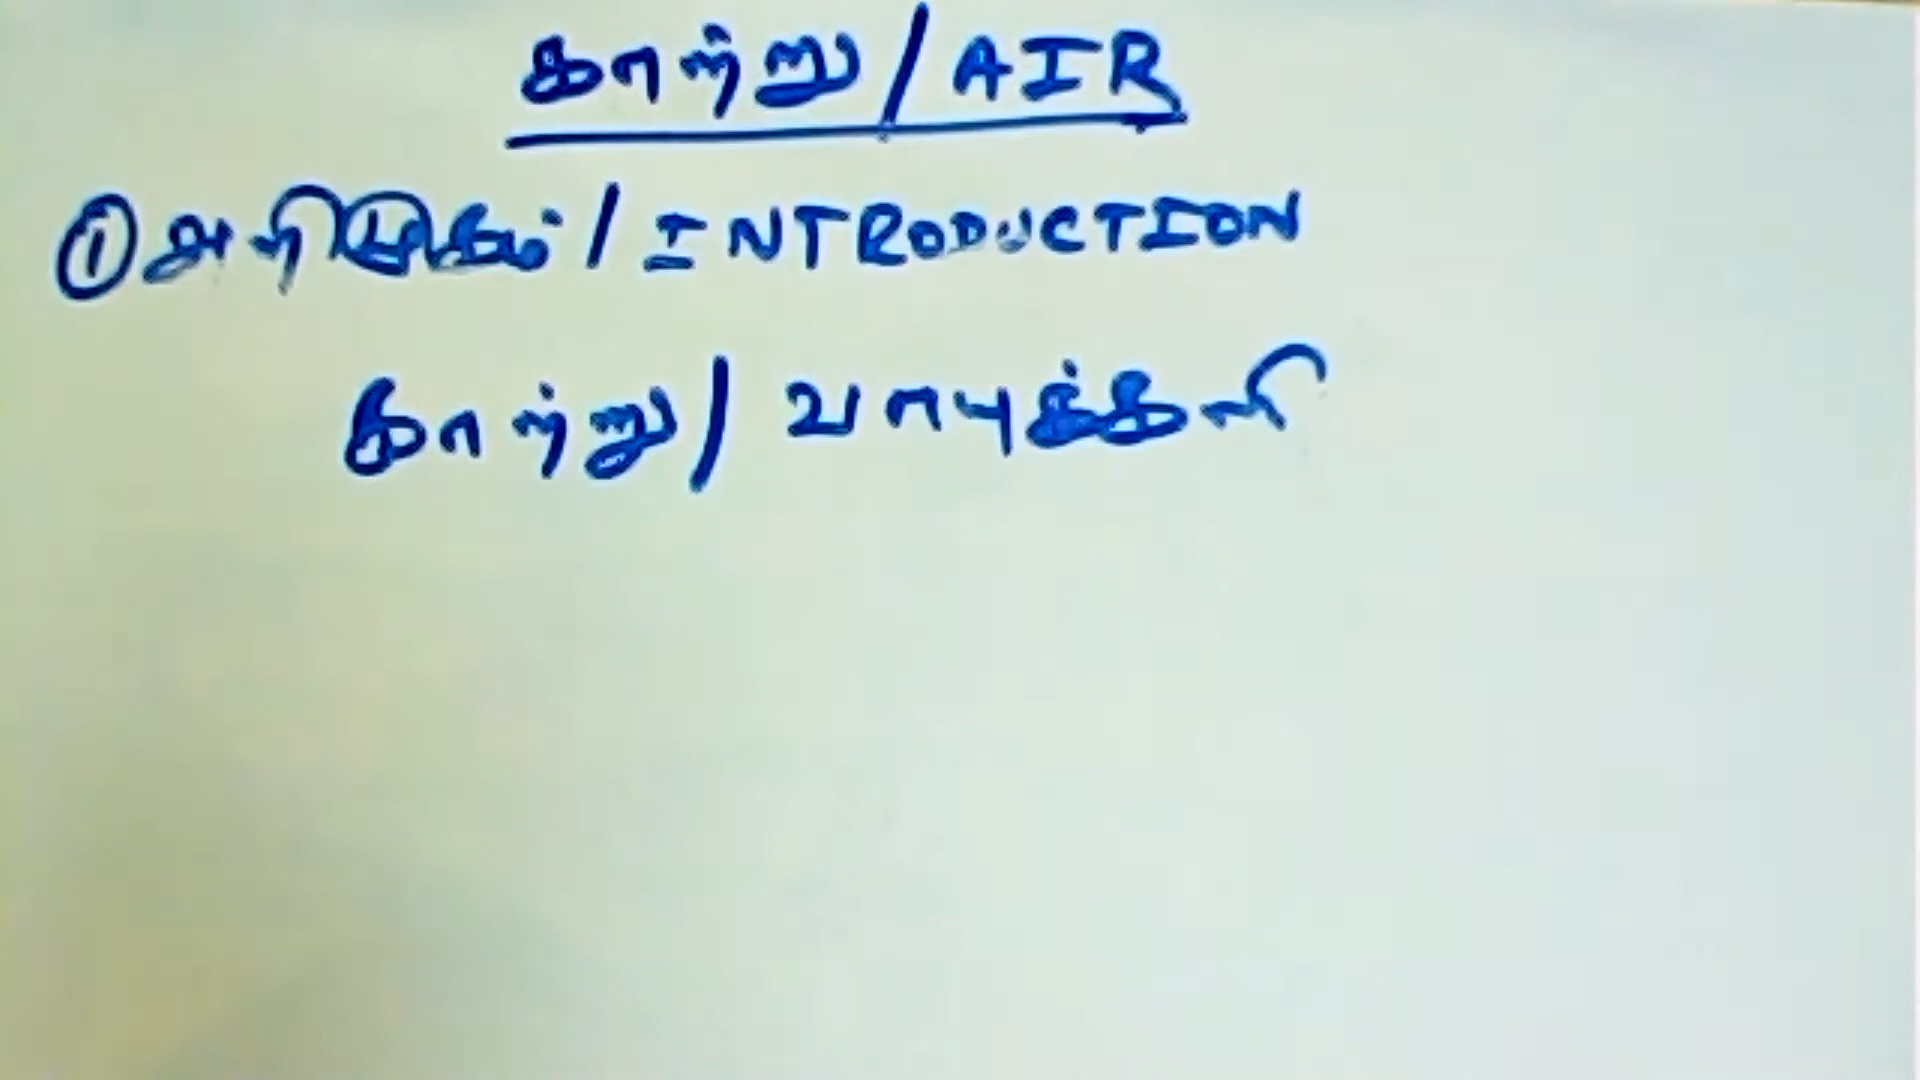 காற்று / AIR
① அறிமுகம் / INTRODUCTION
காற்று / வாயுக்கள்